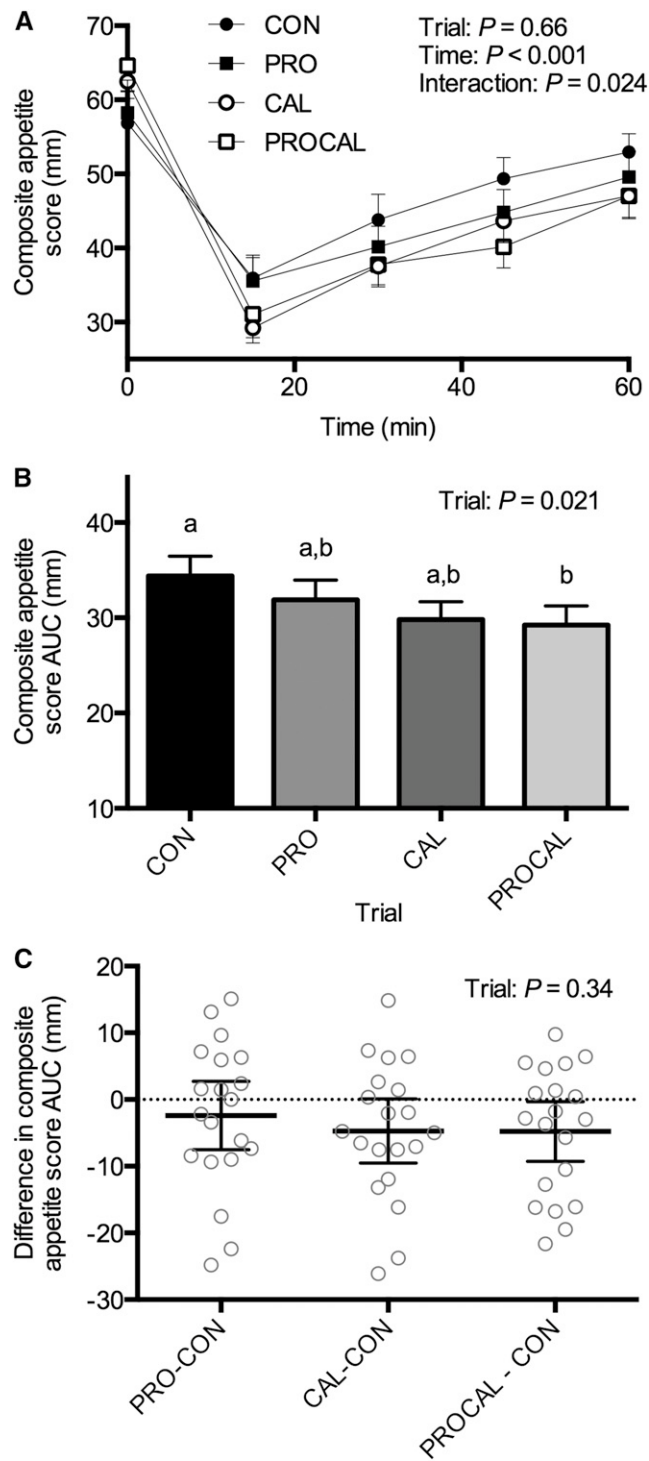 A
CON
PRO
CAL
PROCAL
Trial: P = 0.66
Time: P < 0.001
Interaction: P = 0.024
Composite appetite
score (mm)
70
60
50
40
30
0
20
40
60
Time (min)
B
Trial: P = 0.021
Composite appetite
score AUC (mm)
40
30
20
10
a
a,b
a,b
b
CON
PRO
CAL
PROCAL
Trial
C
Trial: P = 0.34
Difference in composite
appetite score AUC (mm)
20
10
0
-10
-20
-30
PRO-CON
CAL-CON
PROCAL - CON